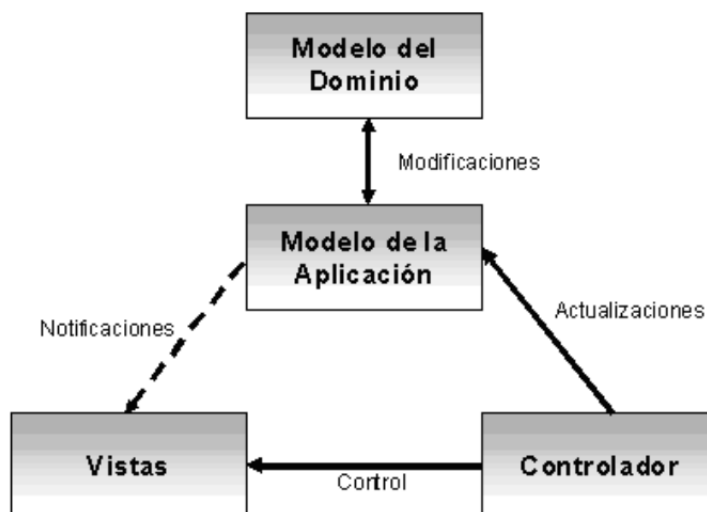 Modelo del
Dominio
Modificaciones
Modelo de la
Aplicación
Notificaciones
Actualizaciones
Vistas
Control
Controlador